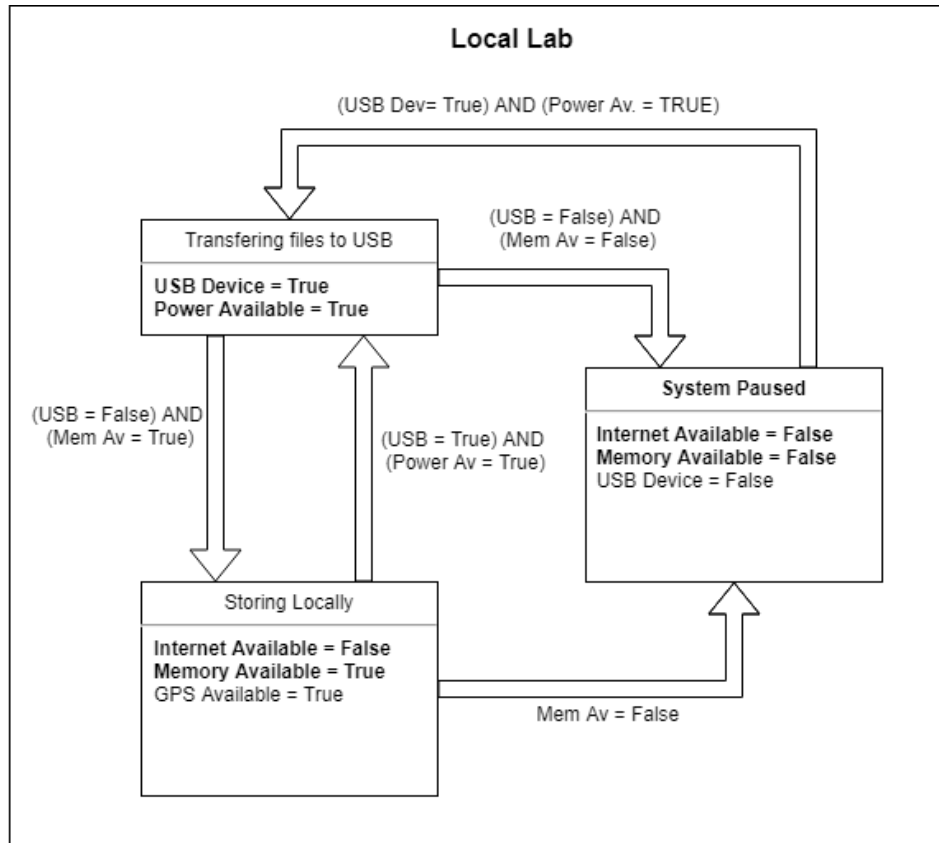 Local Lab
(USB Dev= True) AND (Power Av. = TRUE)
Transfering files to USB
USB Device = True
Power Available = True
(USB = False) AND
(Mem Av = False)
(USB = False) AND
(Mem Av = True)
(USB = True) AND
(Power Av = True)
System Paused
Internet Available = False
Memory Available = False
USB Device = False
Storing Locally
Internet Available = False
Memory Available = True
GPS Available = True
Mem Av = False